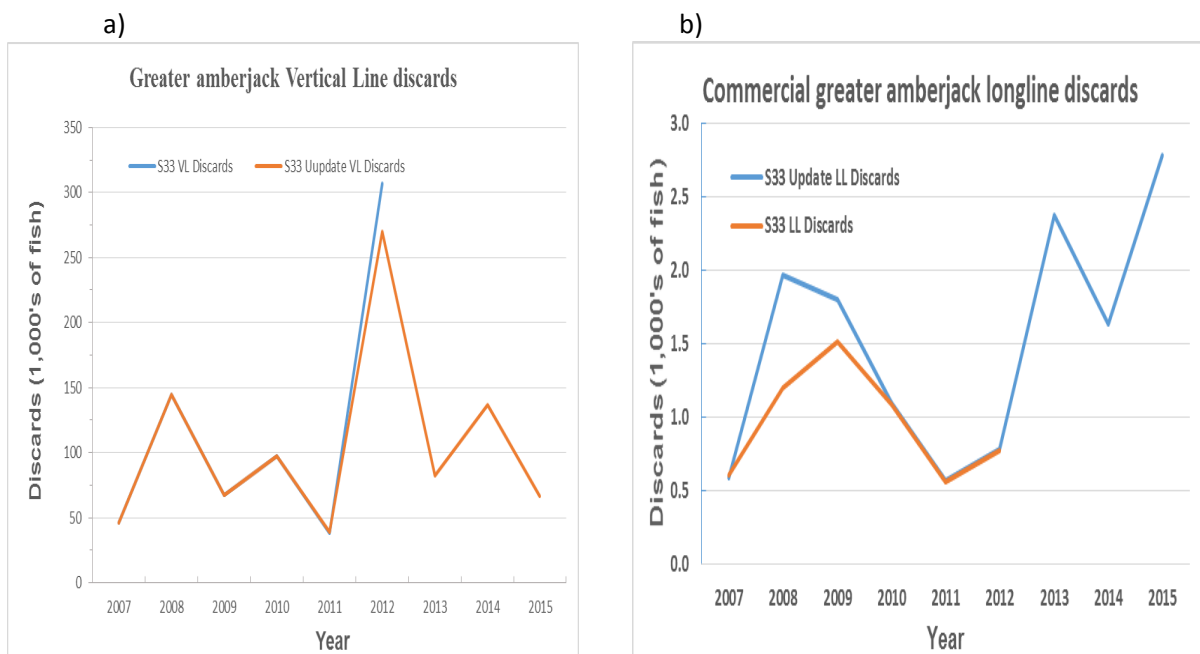 a)
Greater amberjack Vertical Line discards
S33 VL Discards
S33 Uupdate VL Discards
350
300
250
200
150
100
50
0
Discards (1,000's of fish)
2007 2008 2009 2010 2011 2012 2013 2014 2015
Year
b)
Commercial greater amberjack longline discards
S33 Update LL Discards
S33 LL Discards
3.0
2.5
2.0
1.5
1.0
0.5
0.0
Discards (1,000's of fish)
2007 2008 2009 2010 2011 2012 2013 2014 2015
Year